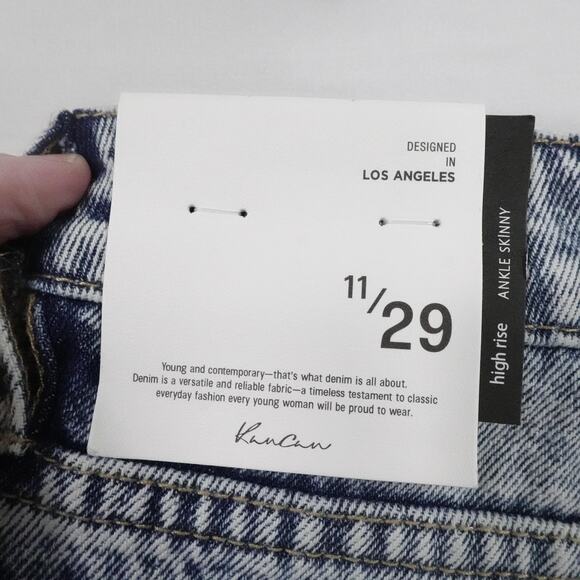 DESIGNED
IN
LOS ANGELES
11/29
Young and contemporary—that's what denim is all about.
Denim is a versatile and reliable fabric—a timeless testament to classic
everyday fashion every young woman will be proud to wear.
KanCan
high rise ANKLE SKINNY